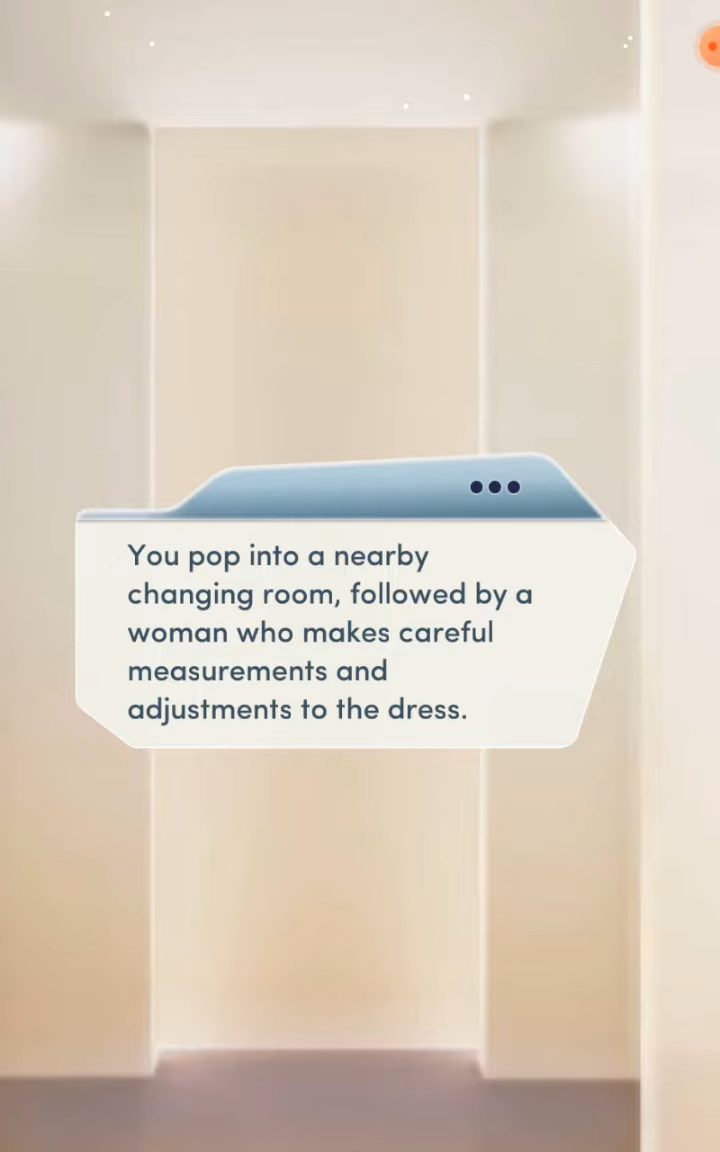 You pop into a nearby
changing room, followed by a
woman who makes careful
measurements and
adjustments to the dress.